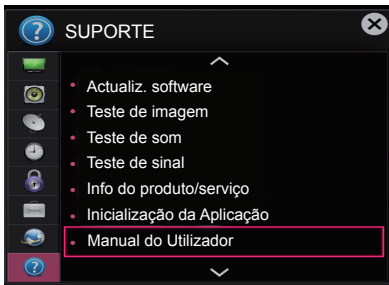 SUPORTE
Actualiz. software
Teste de imagem
Teste de som
Teste de sinal
Info do produto/serviço
Inicialização da Aplicação
Manual do Utilizador